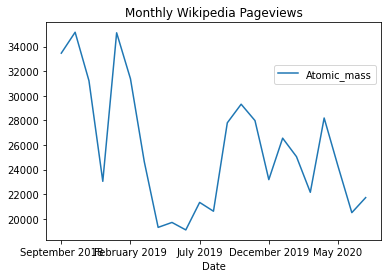 Monthly Wikipedia Pageviews
34000
32000
30000
28000
26000
24000
22000
20000
Atomic_mass
September 2018 February 2019 July 2019 December 2019 May 2020
Date